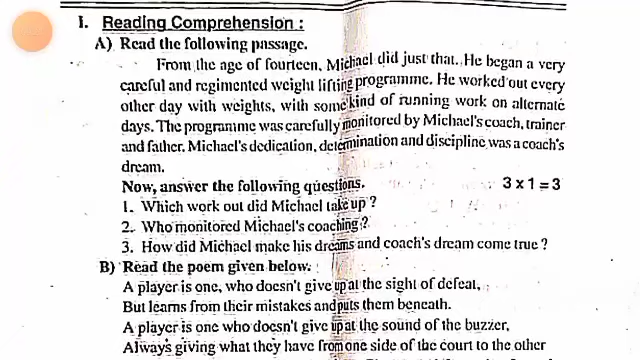 I. Reading Comprehension :
A) Read the following passage.
From the age of fourteen, Michael did just that. He began a very
careful and regimented weight lifting programme. He worked out every
other day with weights, with some kind of running work on alternate
days. The programme was carefully monitored by Michael's coach, trainer
and father. Michael's dedication, determination and discipline was a coach's
dream.
Now, answer the following questions. 3 x 1 = 3
1. Which work out did Michael take up ?
2. Who monitored Michael's coaching ?
3. How did Michael make his dreams and coach's dream come true ?
B) Read the poem given below.
A player is one, who doesn't give up at the sight of defeat,
But learns from their mistakes and puts them beneath.
A player is one who doesn't give up at the sound of the buzzer,
Always giving what they have from one side of the court to the other